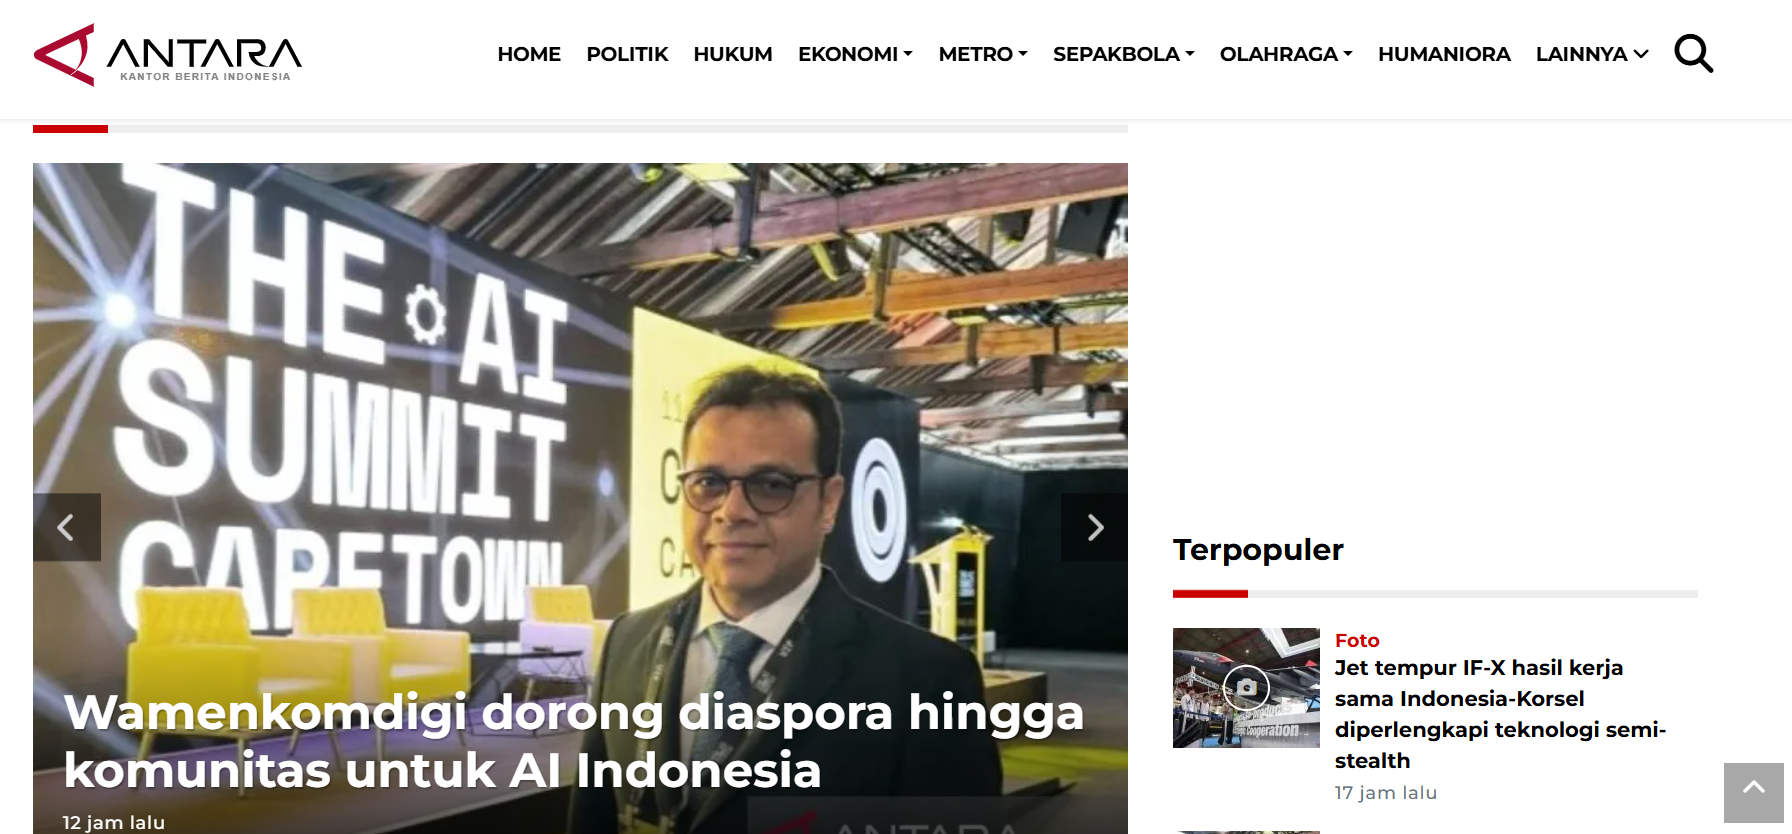 ANTARA
KANTOR BERITA INDONESIA
HOME POLITIK HUKUM EKONOMI METRO SEPAKBOLA OLAHRAGA HUMANIORA LAINNYA
THE AI
SUMMIT
CAPETOWN
Wamenkomdigi dorong diaspora hingga
komunitas untuk AI Indonesia
12 jam lalu
ANTARA
Terpopuler
Foto
Jet tempur IF-X hasil kerja
sama Indonesia-Korsel
diperlengkapi teknologi semi-
stealth
17 jam lalu